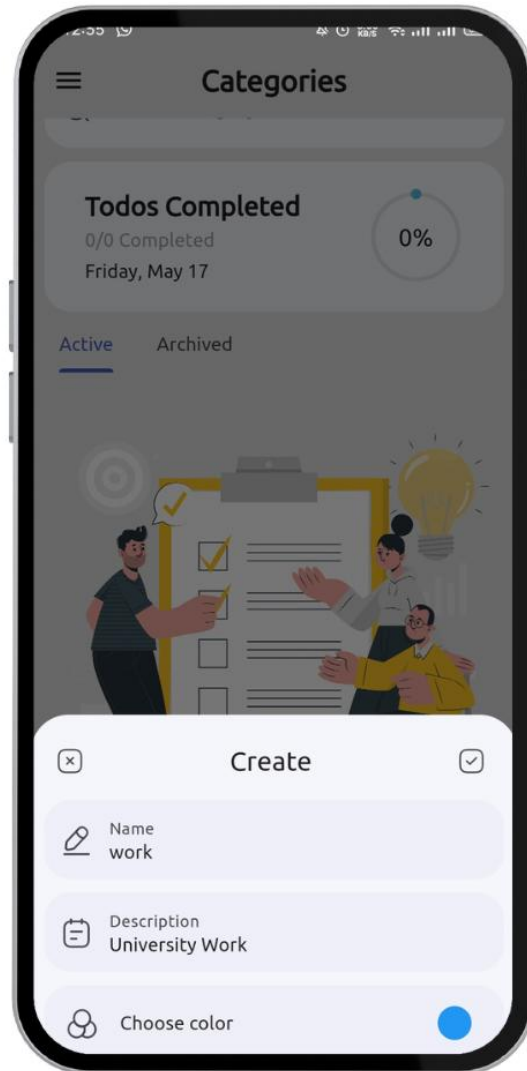 Categories
Todos Completed
0/0 Completed
0%
Friday, May 17
Active Archived
Create
Name
work
Description
University Work
Choose color